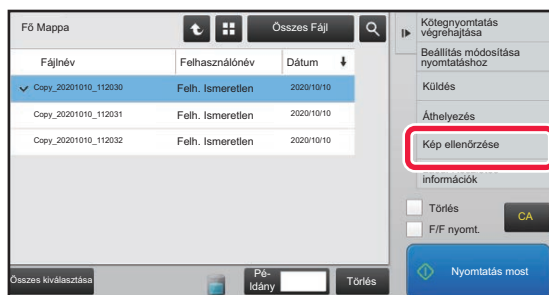 Fő Mappa
Összes Fájl
Fájlnév
Felhasználónév
Dátum
Copy_20201010_112030
Felh. Ismeretlen
2020/10/10
Copy_20201010_112031
Felh. Ismeretlen
2020/10/10
Copy_20201010_112032
Felh. Ismeretlen
2020/10/10
Összes kiválasztása
Pé-
ldány
Törlés
Kötegnyomtatás
végrehajtása
Beállítás módosítása
nyomtatáshoz
Küldés
Áthelyezés
Kép ellenőrzése
információk
Törlés
F/F nyomt.
CA
Nyomtatás most